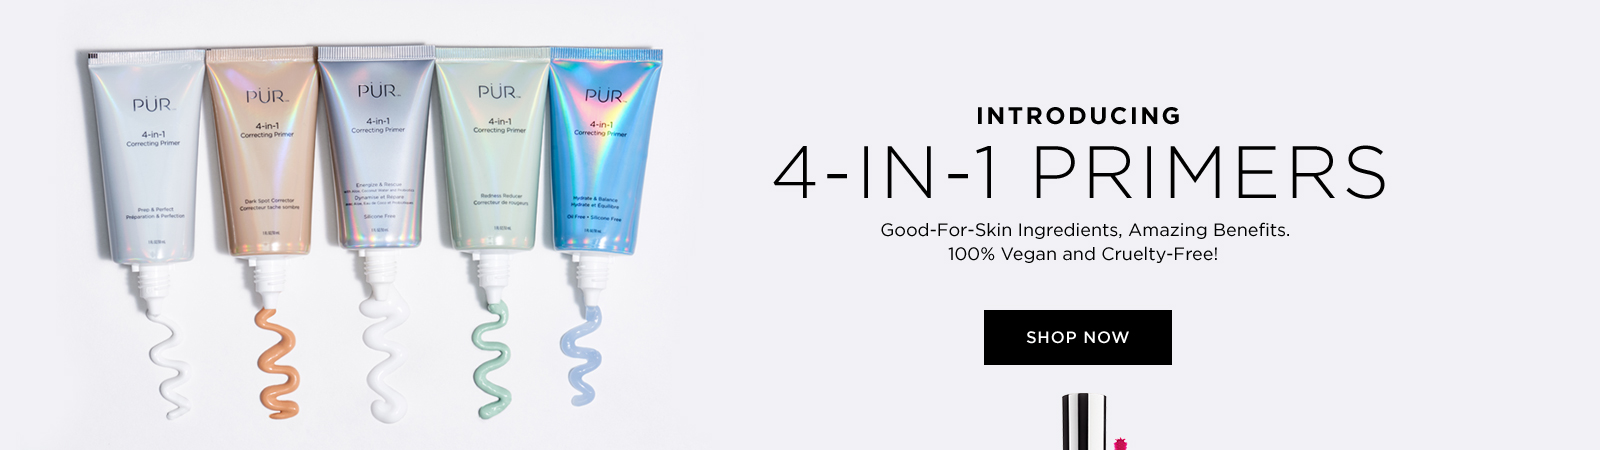 PÜR
4-in-1
Correcting Primer
Prep & Perfect
Préparation & Perfection
PÜR
4-in-1
Correcting Primer
Dark Spot Corrector
Correcteur tache sombre
PÜR
4-in-1
Correcting Primer
Energize & Rescue
Dynamise et Répare
Silicone Free
PÜR
4-in-1
Correcting Primer
Redness Reducer
Correcteur de rougeurs
PÜR
4-in-1
Correcting Primer
Hydrate & Balance
Hydrate et Équilibre
Oil Free • Silicone Free
INTRODUCING
4-IN-1 PRIMERS
Good-For-Skin Ingredients, Amazing Benefits.
100% Vegan and Cruelty-Free!
SHOP NOW